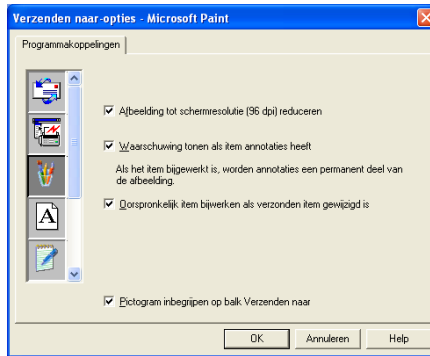 Verzenden naar-opties - Microsoft Paint
Programmakoppelingen
Afbeelding tot schermresolutie (96 dpi) reduceren
Waarschuwing tonen als item annotaties heeft
Als het item bijgewerkt is, worden annotaties een permanent deel van
de afbeelding.
Oorspronkelijk item bijwerken als verzonden item gewijzigd is
A
Pictogram inbegrijpen op balk Verzenden naar
OK Annuleren Help